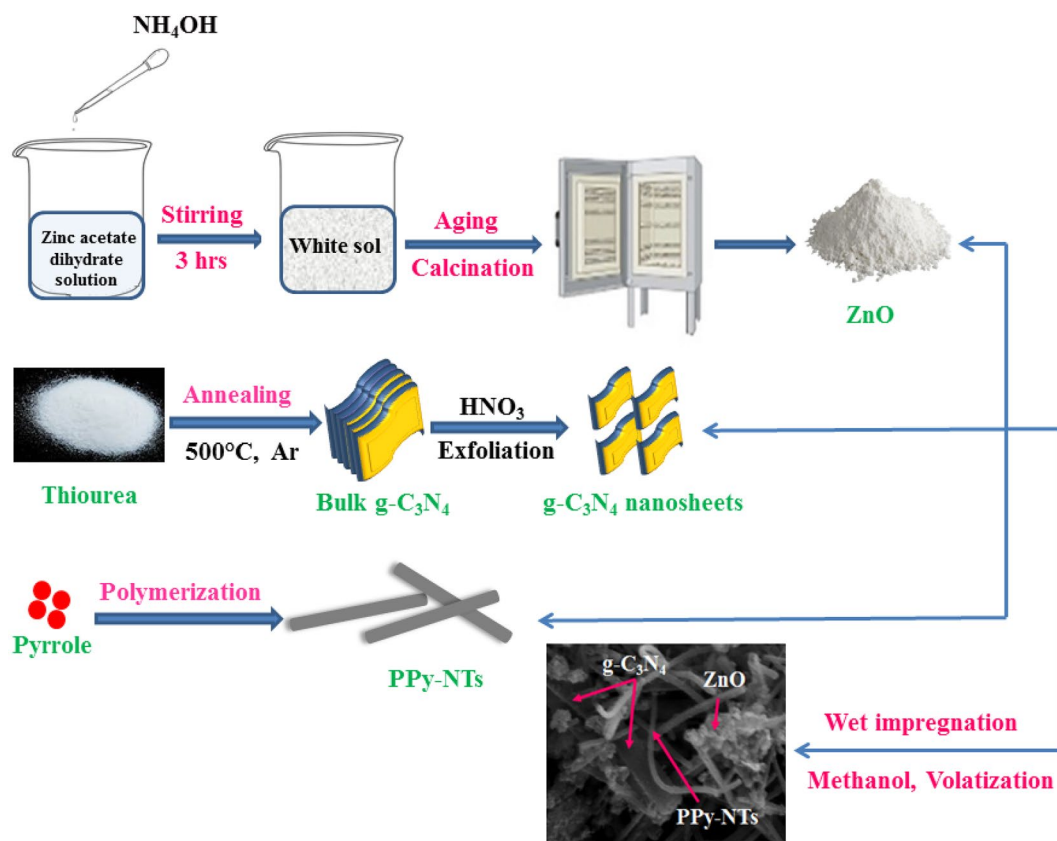 NH₄OH
Zinc acetate
dihydrate
solution
Stirring
3 hrs
White sol
Aging
Calcination
ZnO
Thiourea
Annealing
500°C, Ar
Bulk g-C₃N₄
HNO₃
Exfoliation
g-C₃N₄ nanosheets
Pyrrole
Polymerization
PPy-NTs
g-C₃N₄
ZnO
PPy-NTs
Wet impregnation
Methanol, Volatization